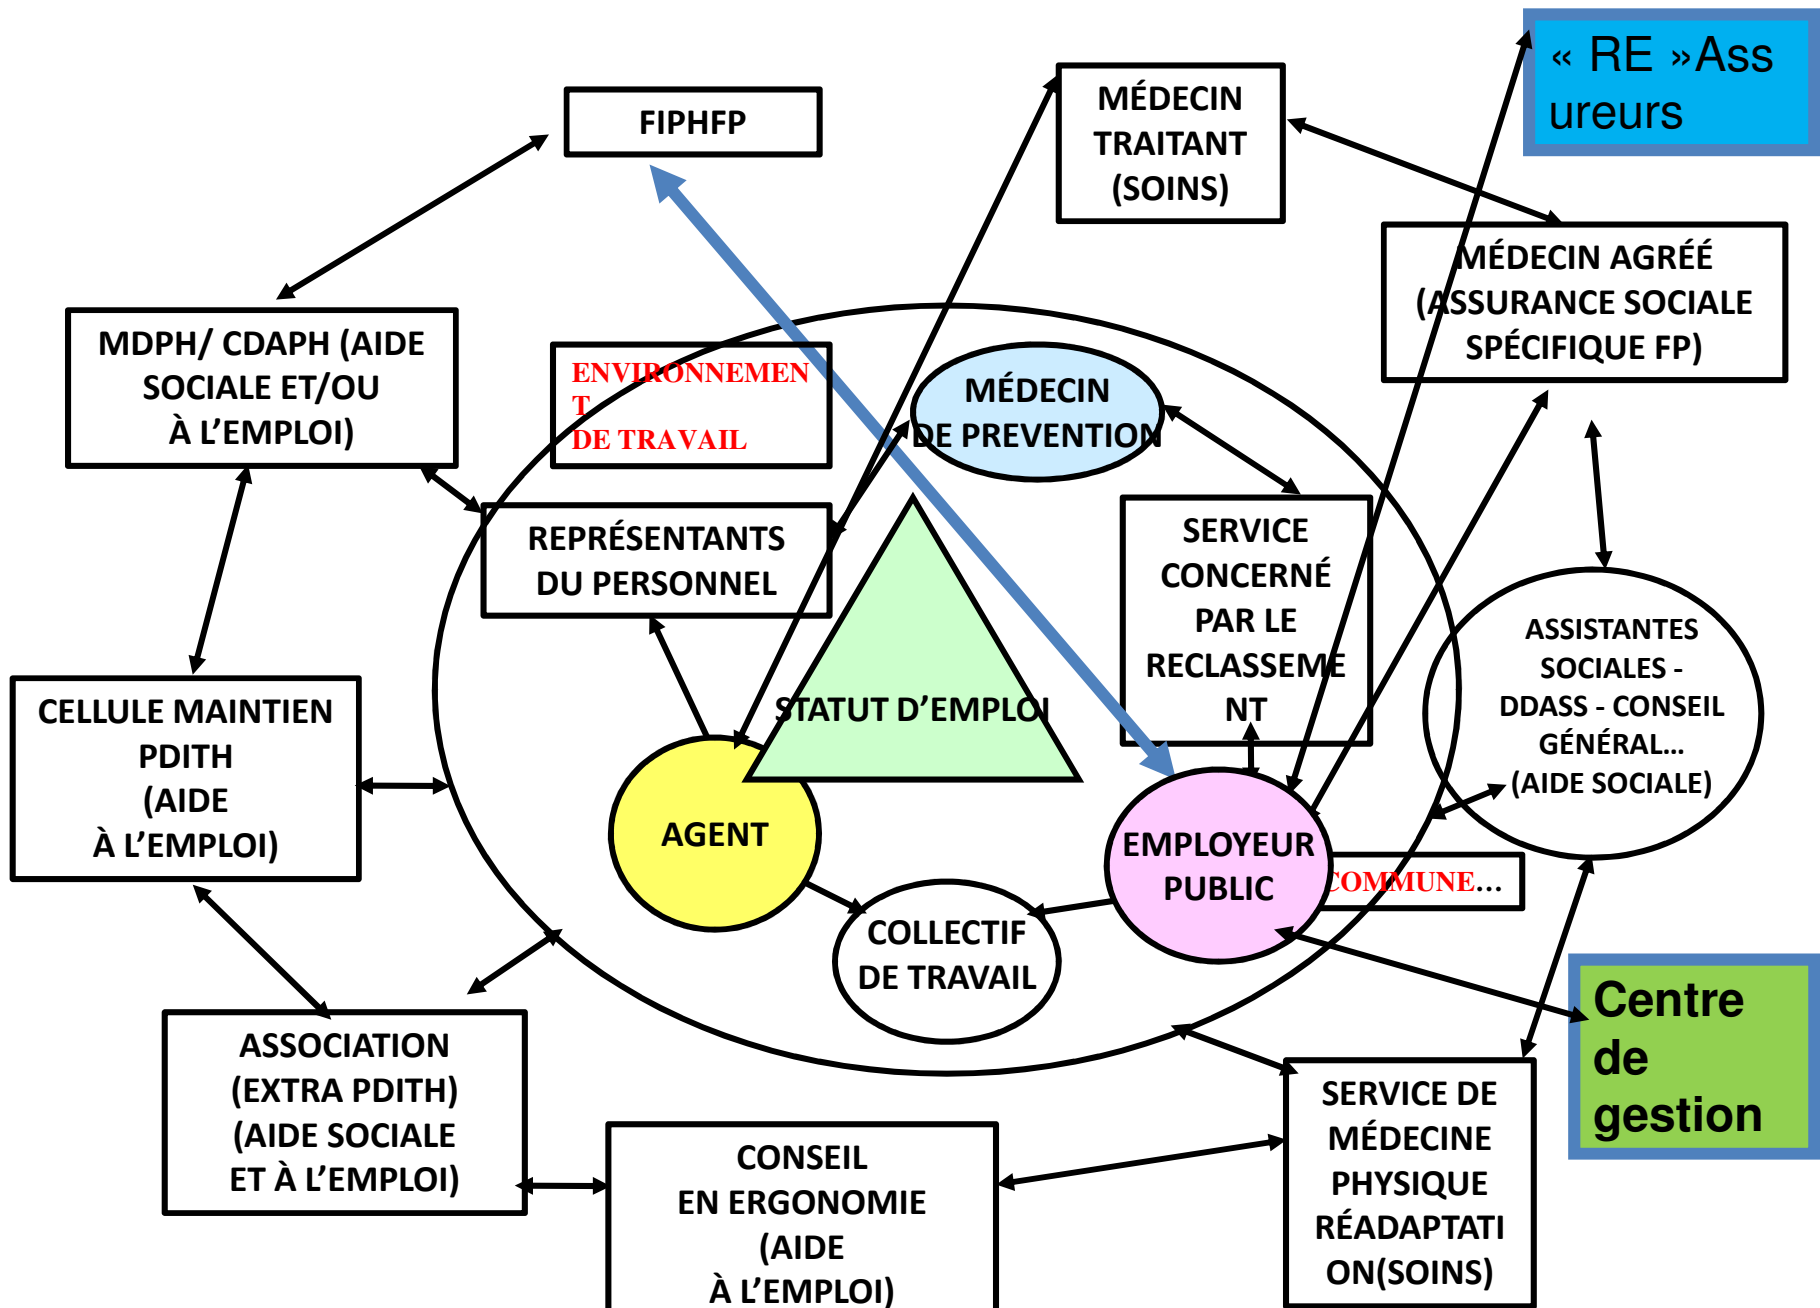 « RE »Ass
ureurs
FIPHFP
MÉDECIN
TRAITANT
(SOINS)
MÉDECIN AGRÉÉ
(ASSURANCE SOCIALE
SPÉCIFIQUE FP)
MDPH/ CDAPH (AIDE
SOCIALE ET/OU
À L’EMPLOI)
ENVIRONNEMEN
T
DE TRAVAIL
MÉDECIN
DE PREVENTION
REPRÉSENTANTS
DU PERSONNEL
SERVICE
CONCERNÉ
PAR LE
RECLASSEME
NT
STATUT D’EMPLOI
ASSISTANTES
SOCIALES -
DDASS - CONSEIL
GÉNÉRAL…
(AIDE SOCIALE)
CELLULE MAINTIEN
PDITH
(AIDE
À L’EMPLOI)
AGENT
EMPLOYEUR
PUBLIC
COMMUNE…
COLLECTIF
DE TRAVAIL
Centre
de
gestion
ASSOCIATION
(EXTRA PDITH)
(AIDE SOCIALE
ET À L’EMPLOI)
CONSEIL
EN ERGONOMIE
(AIDE
À L’EMPLOI)
SERVICE DE
MÉDECINE
PHYSIQUE
RÉADAPTATI
ON(SOINS)